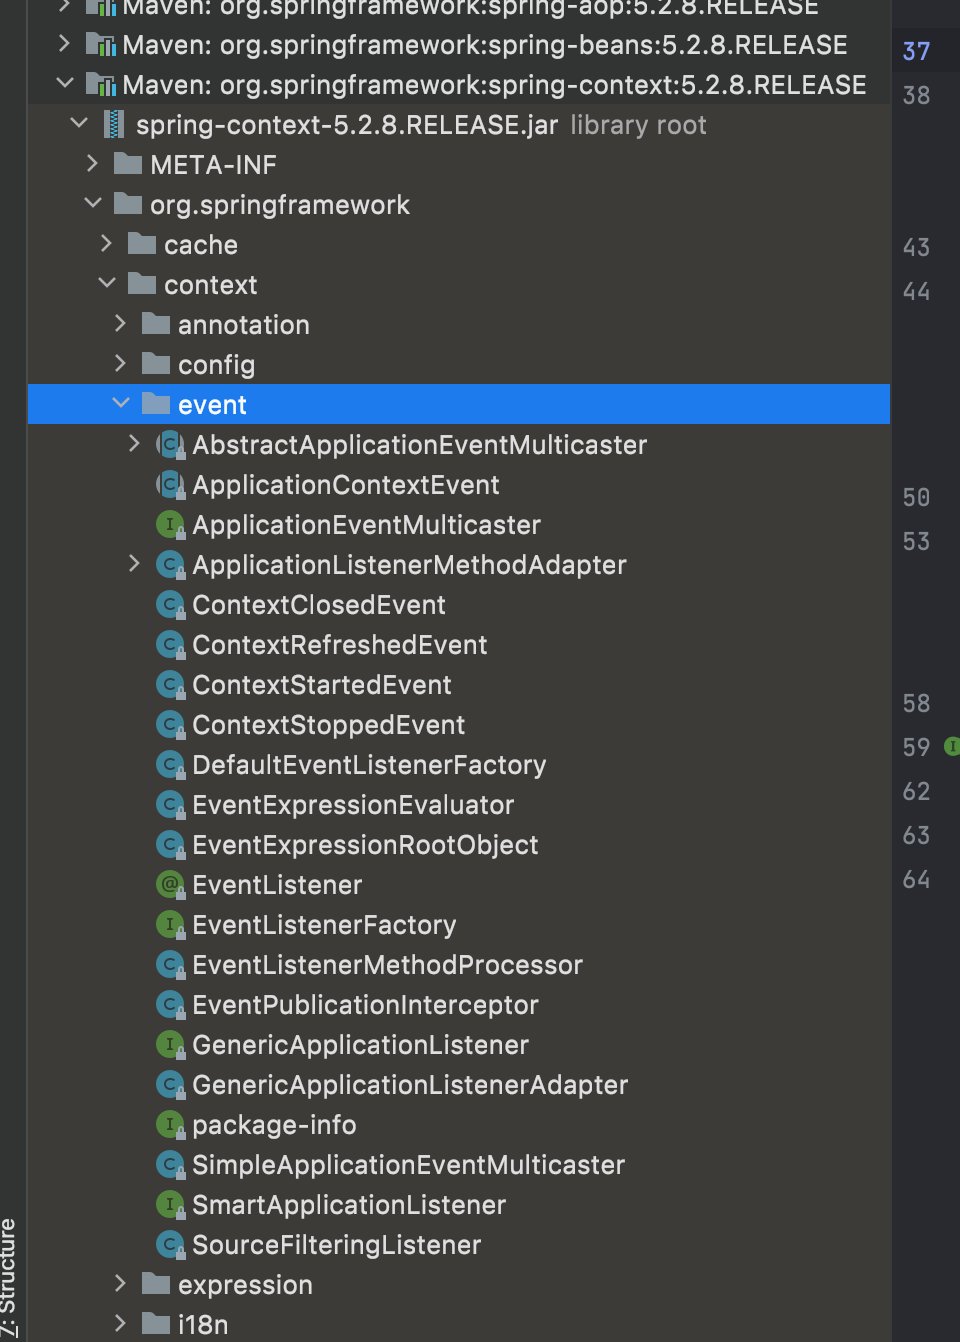 Maven: org.springframework:spring-aop:5.2.8.RELEASE
Maven: org.springframework:spring-beans:5.2.8.RELEASE
37
Maven: org.springframework:spring-context:5.2.8.RELEASE
38
spring-context-5.2.8.RELEASE.jar library root
META-INF
org.springframework
cache
43
context
44
annotation
config
event
AbstractApplicationEventMulticaster
C
ApplicationContextEvent
C
50
ApplicationEventMulticaster
I
53
ApplicationListenerMethodAdapter
C
ContextClosedEvent
C
ContextRefreshedEvent
C
ContextStartedEvent
C
58
ContextStoppedEvent
C
59
I
DefaultEventListenerFactory
C
62
EventExpressionEvaluator
C
63
EventExpressionRootObject
C
64
EventListener
@
EventListenerFactory
I
EventListenerMethodProcessor
C
EventPublicationInterceptor
C
GenericApplicationListener
I
GenericApplicationListenerAdapter
C
package-info
I
SimpleApplicationEventMulticaster
C
SmartApplicationListener
I
SourceFilteringListener
C
expression
i18n
7: Structure